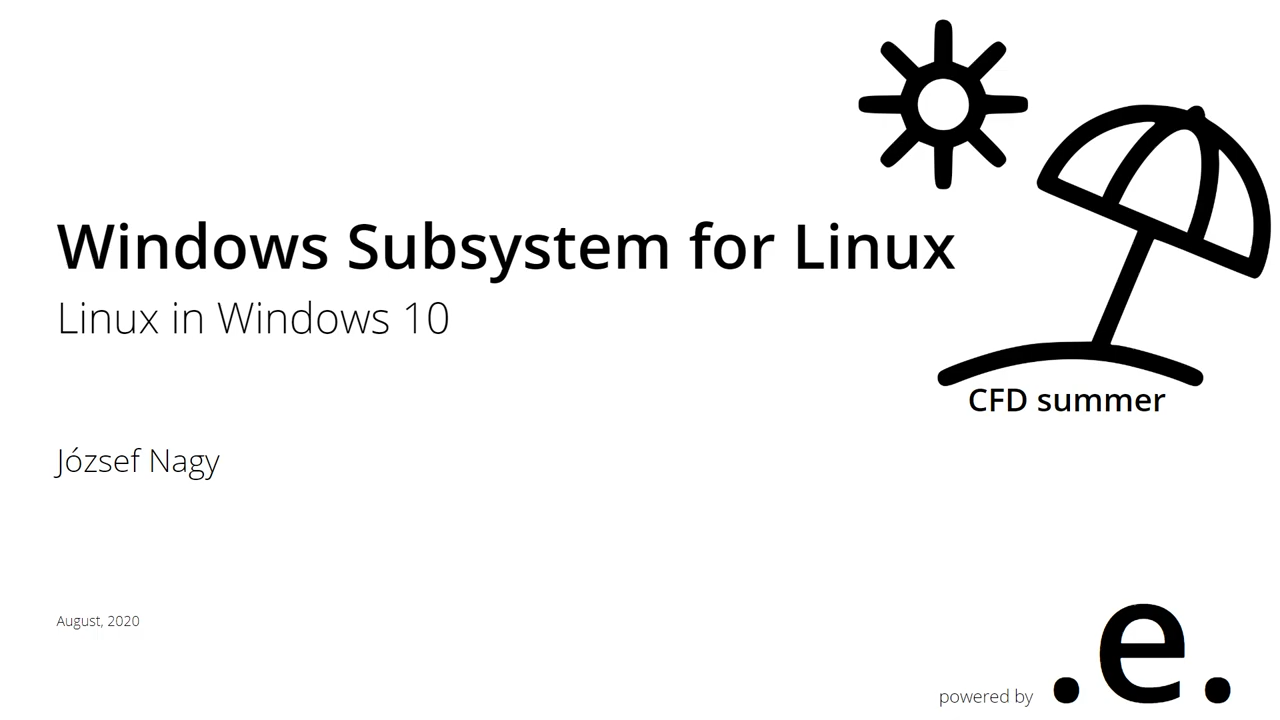 Windows Subsystem for Linux
Linux in Windows 10
CFD summer
József Nagy
August, 2020
powered by .e.